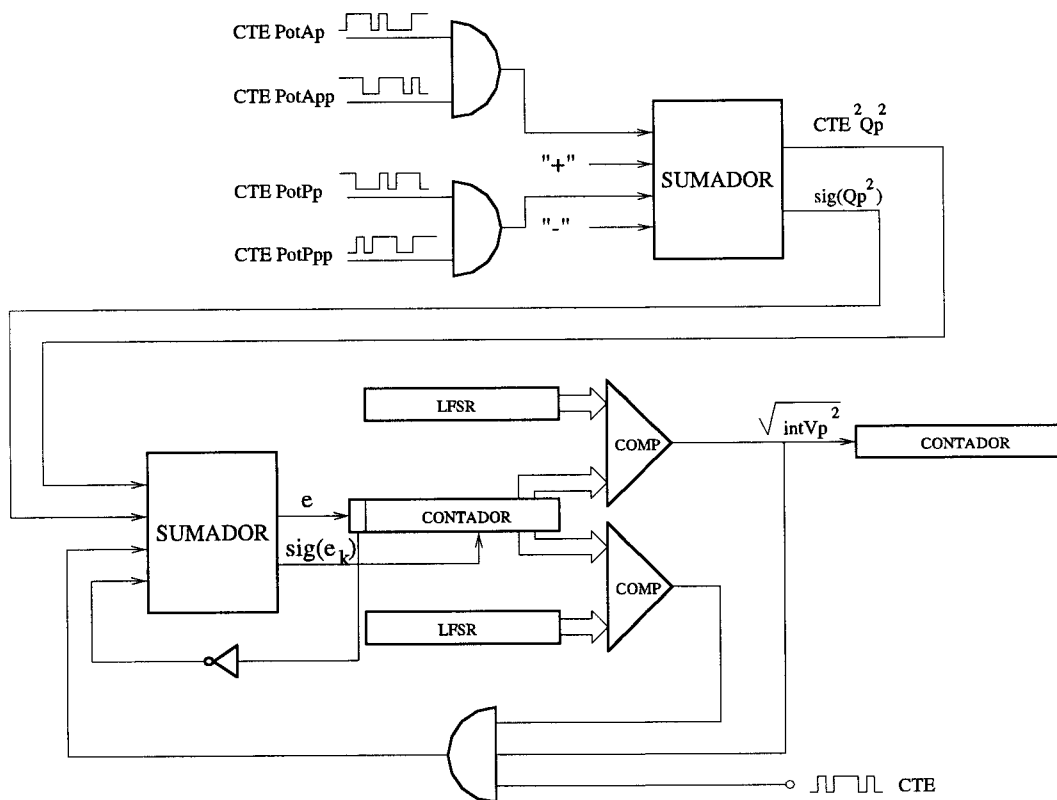 CTE PotAp
CTE PotApp
CTE PotPp
CTE PotPpp
"+"
"-"
SUMADOR
CTE²Qp²
sig(Qp²)
LFSR
COMP
√intVp²
CONTADOR
SUMADOR
e
sig(e_k)
CONTADOR
COMP
LFSR
CTE